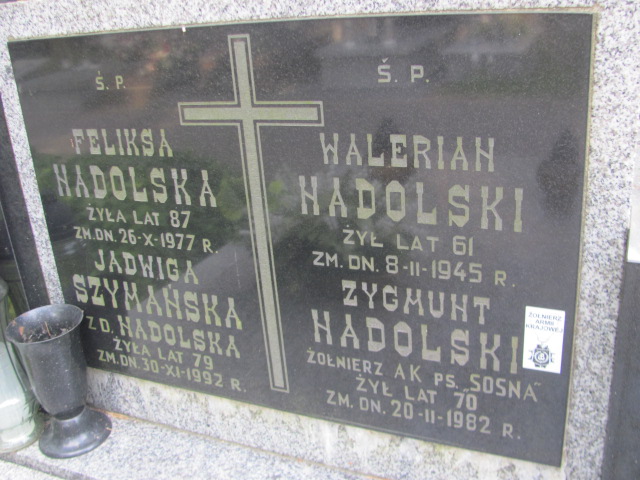 Ś. P.
FELIKSA
NADOLSKA
ŻYŁA LAT 87
ZM. DN. 26-X-1977 R.
JADWIGA
SZYMAŃSKA
Z D. NADOLSKA
ŻYŁA LAT 79
ZM. DN. 30-XI-1992 R.
Ś. P.
WALERIAN
NADOLSKI
ŻYŁ LAT 61
ZM. DN. 8-II-1945 R.
ZYGMUNT
NADOLSKI
ŻOŁNIERZ AK PS. „SOSNA"
ŻYŁ LAT 70
ZM. DN. 20-II-1982 R.
ŻOŁNIERZ
ARMII
KRAJOWEJ